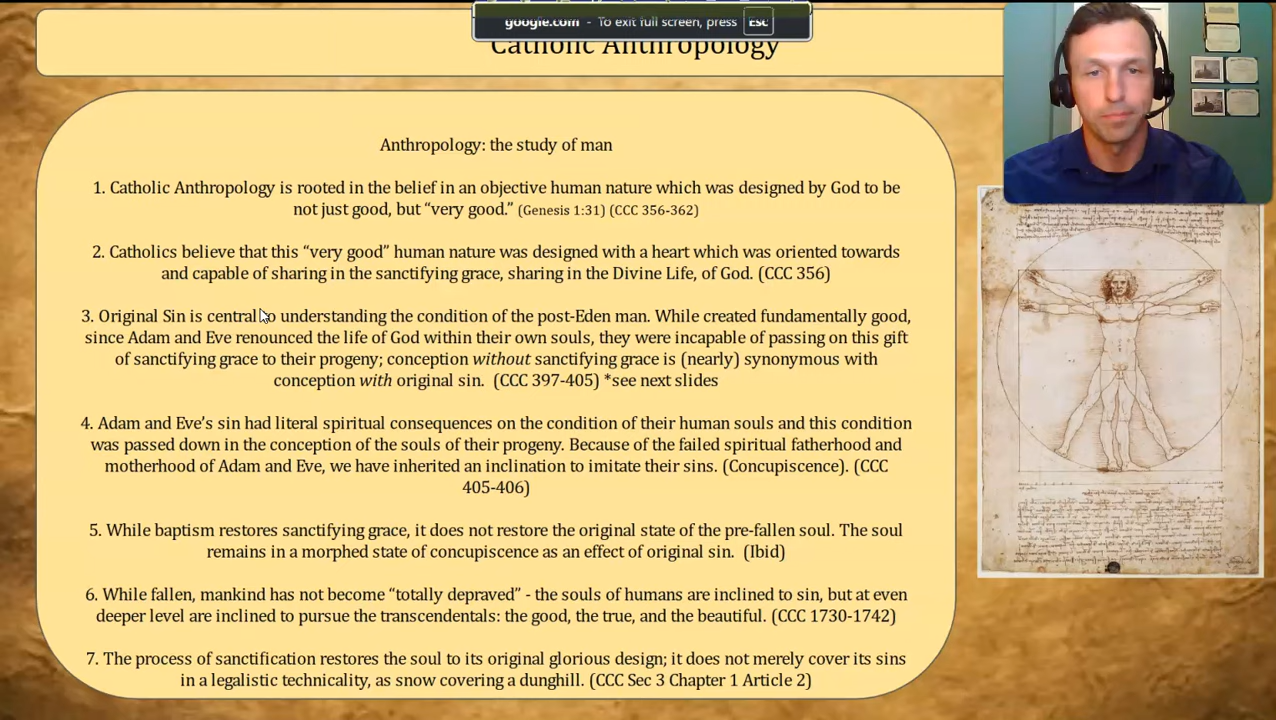 google.com - To exit full screen, press Esc
Catholic Anthropology
Anthropology: the study of man
1. Catholic Anthropology is rooted in the belief in an objective human nature which was designed by God to be
not just good, but “very good.” (Genesis 1:31) (CCC 356-362)
2. Catholics believe that this “very good” human nature was designed with a heart which was oriented towards
and capable of sharing in the sanctifying grace, sharing in the Divine Life, of God. (CCC 356)
3. Original Sin is central to understanding the condition of the post-Eden man. While created fundamentally good,
since Adam and Eve renounced the life of God within their own souls, they were incapable of passing on this gift
of sanctifying grace to their progeny; conception without sanctifying grace is (nearly) synonymous with
conception with original sin. (CCC 397-405) *see next slides
4. Adam and Eve’s sin had literal spiritual consequences on the condition of their human souls and this condition
was passed down in the conception of the souls of their progeny. Because of the failed spiritual fatherhood and
motherhood of Adam and Eve, we have inherited an inclination to imitate their sins. (Concupiscence). (CCC
405-406)
5. While baptism restores sanctifying grace, it does not restore the original state of the pre-fallen soul. The soul
remains in a morphed state of concupiscence as an effect of original sin. (Ibid)
6. While fallen, mankind has not become “totally depraved” - the souls of humans are inclined to sin, but at even
deeper level are inclined to pursue the transcendentals: the good, the true, and the beautiful. (CCC 1730-1742)
7. The process of sanctification restores the soul to its original glorious design; it does not merely cover its sins
in a legalistic technicality, as snow covering a dunghill. (CCC Sec 3 Chapter 1 Article 2)